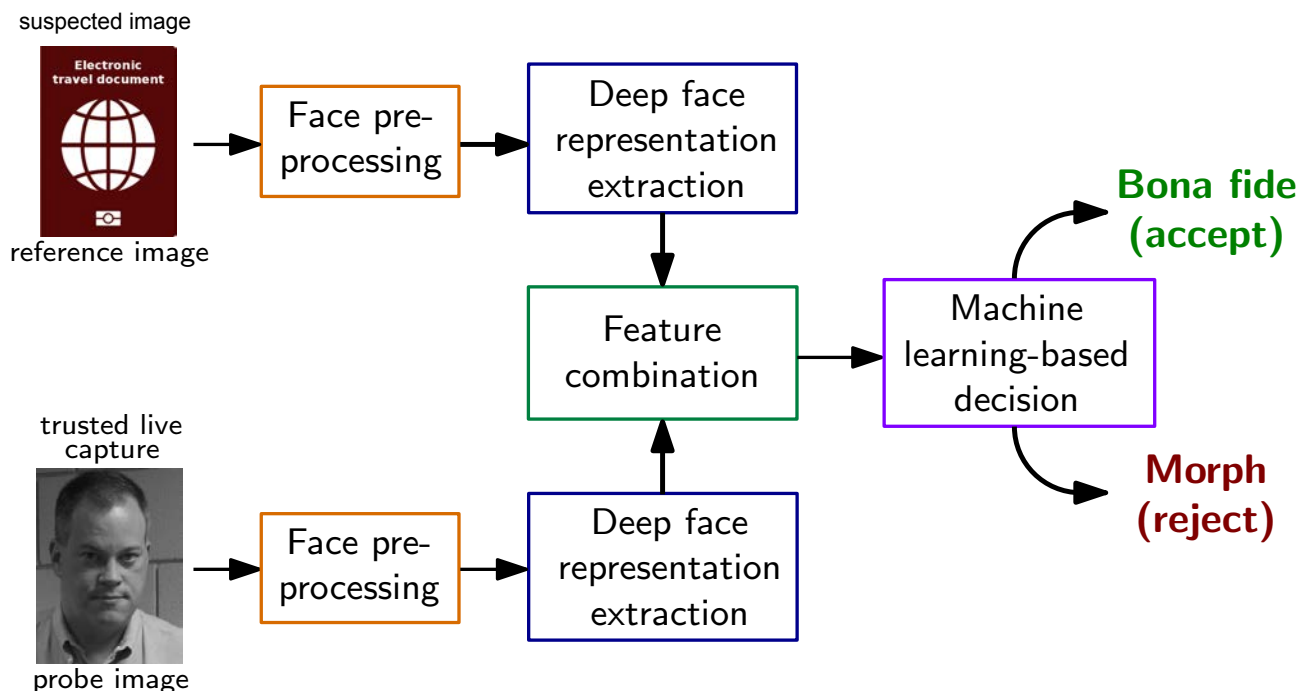 suspected image
Electronic
travel document
reference image
Face pre-
processing
Deep face
representation
extraction
Feature
combination
Machine
learning-based
decision
Bona fide
(accept)
Morph
(reject)
trusted live
capture
probe image
Face pre-
processing
Deep face
representation
extraction